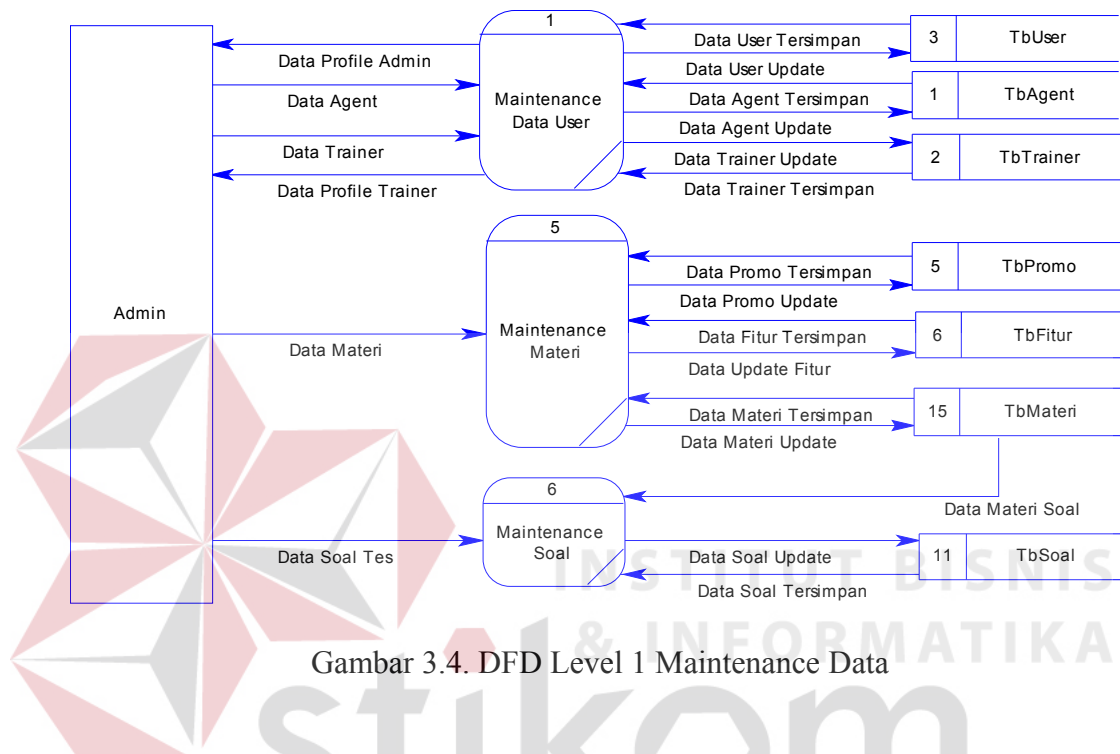 1
Data Profile Admin
Data Agent
Data Trainer
Data Profile Trainer
Maintenance
Data User
Data User Tersimpan
Data User Update
Data Agent Tersimpan
Data Agent Update
Data Trainer Update
Data Trainer Tersimpan
3 TbUser
1 TbAgent
2 TbTrainer
Admin
5
Data Materi
Maintenance
Materi
Data Promo Tersimpan
Data Promo Update
Data Fitur Tersimpan
Data Update Fitur
Data Materi Tersimpan
Data Materi Update
5 TbPromo
6 TbFitur
15 TbMateri
6
Data Soal Tes
Maintenance
Soal
Data Materi Soal
Data Soal Update
Data Soal Tersimpan
11 TbSoal
INSTITUT BISNIS
& INFORMATIKA
Gambar 3.4. DFD Level 1 Maintenance Data
stikom